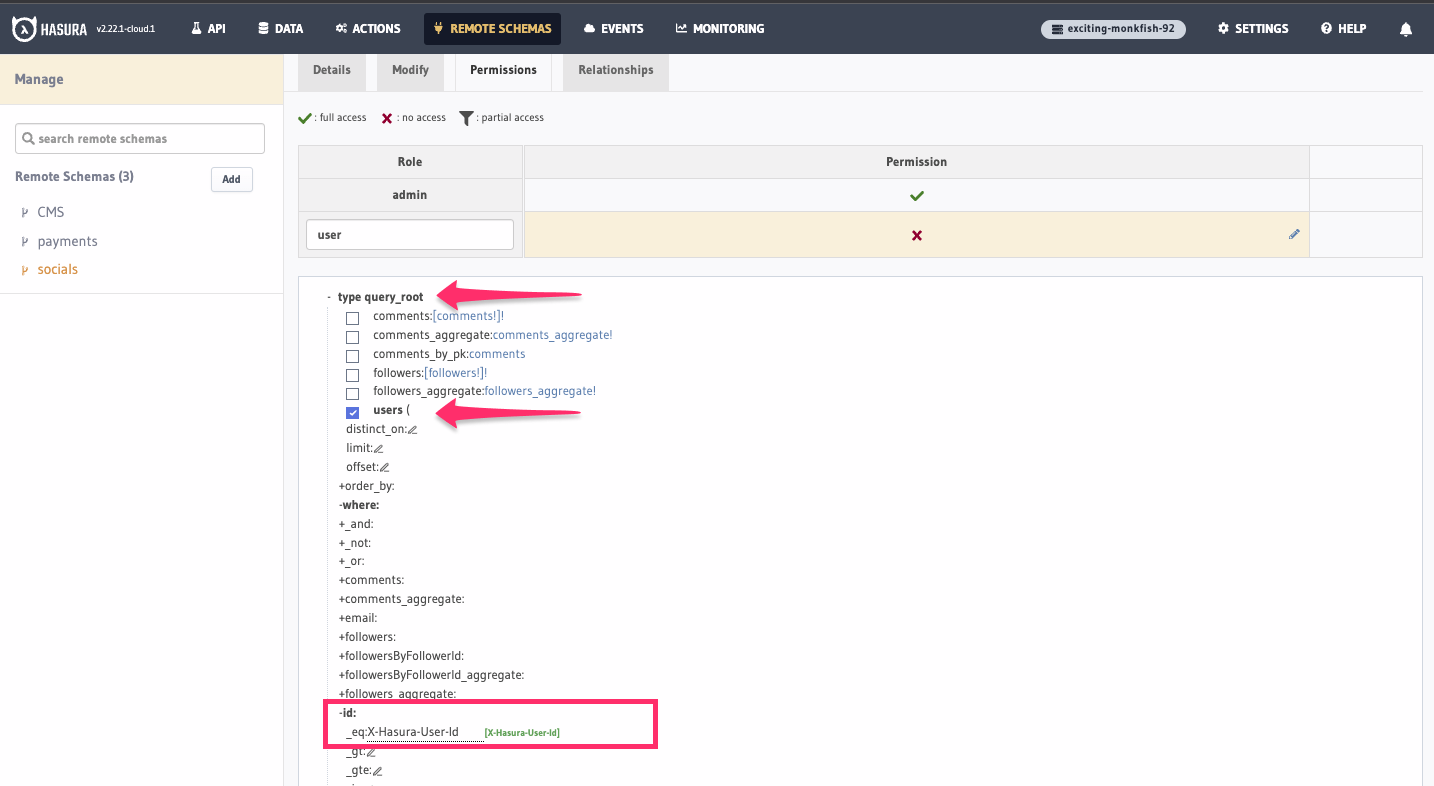 HASURA v2.22.1-cloud.1 API DATA ACTIONS REMOTE SCHEMAS EVENTS MONITORING exciting-monkfish-92 SETTINGS HELP
Manage
Details Modify Permissions Relationships
: full access : no access : partial access
search remote schemas
Remote Schemas (3) Add
CMS
payments
socials
Role Permission
admin
user
- type query_root
comments:[comments!]!
comments_aggregate:comments_aggregate!
comments_by_pk:comments
followers:[followers!]!
followers_aggregate:followers_aggregate!
users (
distinct_on:
limit:
offset:
+order_by:
-where:
+_and:
+_not:
+_or:
+comments:
+comments_aggregate:
+email:
+followers:
+followersByFollowerId:
+followersByFollowerId_aggregate:
+followers_aggregate:
-id:
_eq:X-Hasura-User-Id [X-Hasura-User-Id]
_gt:
_gte: